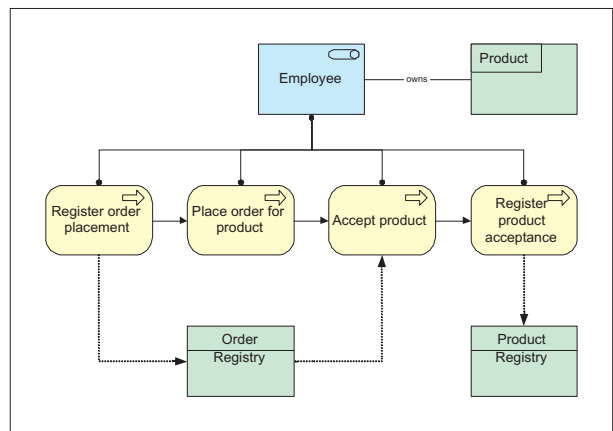 Employee
owns
Product
Register order
placement
Place order for
product
Accept product
Register
product
acceptance
Order
Registry
Product
Registry